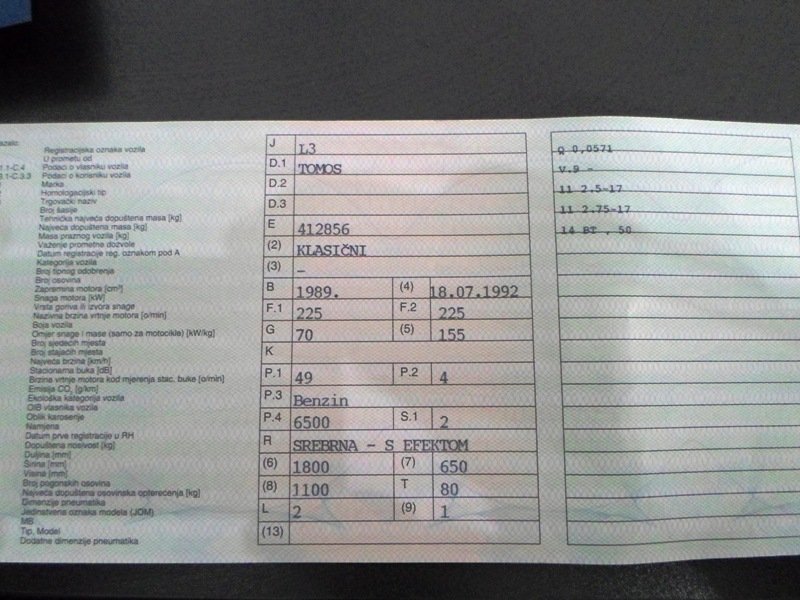 Registracijska oznaka vozila
U prometu od
Podaci o vlasniku vozila
Podaci o korisniku vozila
Marka
Homologacijski tip
Trgovački naziv
Broj šasije
Tehnička najveća dopuštena masa [kg]
Najveća dopuštena masa [kg]
Masa praznog vozila [kg]
Važenje prometne dozvole
Datum registracije reg. oznakom pod A
Kategorija vozila
Broj tipnog odobrenja
Broj osovina
Zapremina motora [cm³]
Snaga motora [kW]
Vrsta goriva ili izvora snage
Nazivna brzina vrtnje motora [o/min]
Boja vozila
Omjer snage i mase (samo za motocikle) [kW/kg]
Broj sjedećih mjesta
Broj stajaćih mjesta
Najveća brzina [km/h]
Stacionarna buka [dB]
Brzina vrtnje motora kod mjerenja stac. buke [o/min]
Emisija CO₂ [g/km]
Ekološka kategorija vozila
OIB vlasnika vozila
Oblik karoserije
Namjena
Datum prve registracije u RH
Dopuštena nosivost [kg]
Duljina [mm]
Širina [mm]
Visina [mm]
Broj pogonskih osovina
Najveća dopuštena osovinska opterećenja [kg]
Dimenzije pneumatika
Jedinstvena oznaka modela (JOM)
MB
Tip, Model
Dodatne dimenzije pneumatika
J L3
D.1 TOMOS
D.2
D.3
E 412856
(2) KLASIČNI
(3) –
B 1989. (4) 18.07.1992
F.1 225 F.2 225
G 70 (5) 155
K
P.1 49 P.2 4
P.3 Benzin
P.4 6500 S.1 2
R SREBRNA - S EFEKTOM
(6) 1800 (7) 650
(8) 1100 T 80
L 2 (9) 1
(13)
Q 0,0571
V.9 -
11 2.5-17
11 2.75-17
14 BT , 50